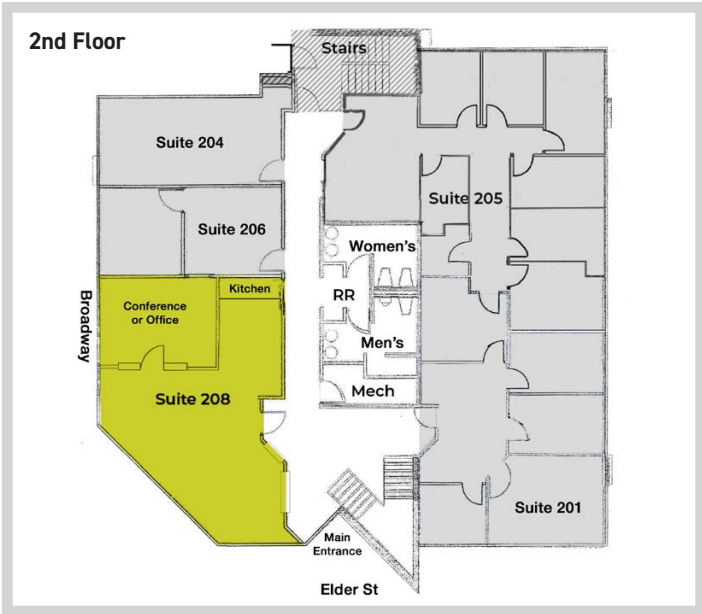 2nd Floor
Stairs
Suite 204
Suite 205
Suite 206
Women's
Kitchen
RR
Conference
or Office
Broadway
Men's
Mech
Suite 208
Suite 201
Main
Entrance
Elder St